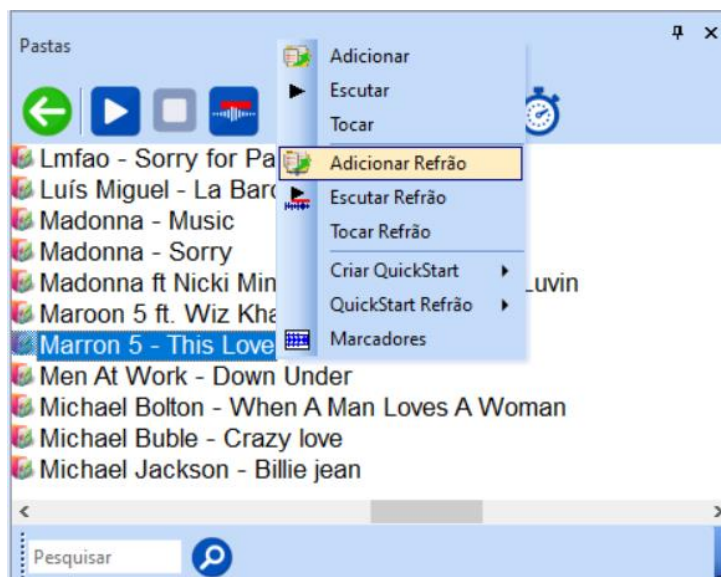 Pastas
Adicionar
Escutar
Tocar
Adicionar Refrão
Escutar Refrão
Tocar Refrão
Criar QuickStart
QuickStart Refrão
Marcadores
Lmfao - Sorry for Pa
Luís Miguel - La Barc
Madonna - Music
Madonna - Sorry
Madonna ft Nicki Min Luvin
Maroon 5 ft. Wiz Kha
Marron 5 - This Love
Men At Work - Down Under
Michael Bolton - When A Man Loves A Woman
Michael Buble - Crazy love
Michael Jackson - Billie jean
Pesquisar